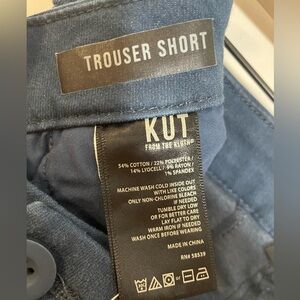 TROUSER SHORT
KUT
FROM THE KLOTH®
54% COTTON / 22% POLYESTER /
14% LYOCELL / 9% RAYON /
1% SPANDEX
MACHINE WASH COLD INSIDE OUT
WITH LIKE COLORS
ONLY NON-CHLORINE BLEACH
IF NEEDED
TUMBLE DRY LOW
OR FOR BETTER CARE
LAY FLAT TO DRY
WARM IRON IF NEEDED
WASH ONCE BEFORE WEARING
MADE IN CHINA
RN# 58539
or